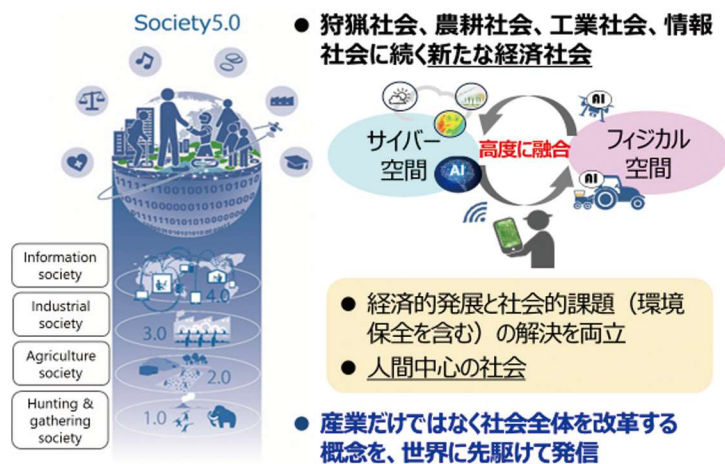 Society5.0
Information
society
4.0
Industrial
society
3.0
Agriculture
society
2.0
Hunting &
gathering
society
1.0
● 狩猟社会、農耕社会、工業社会、情報
社会に続く新たな経済社会
サイバー
空間
高度に融合
フィジカル
空間
AI
AI
AI
● 経済的発展と社会的課題（環境
保全を含む）の解決を両立
● 人間中心の社会
● 産業だけではなく社会全体を改革する
概念を、世界に先駆けて発信